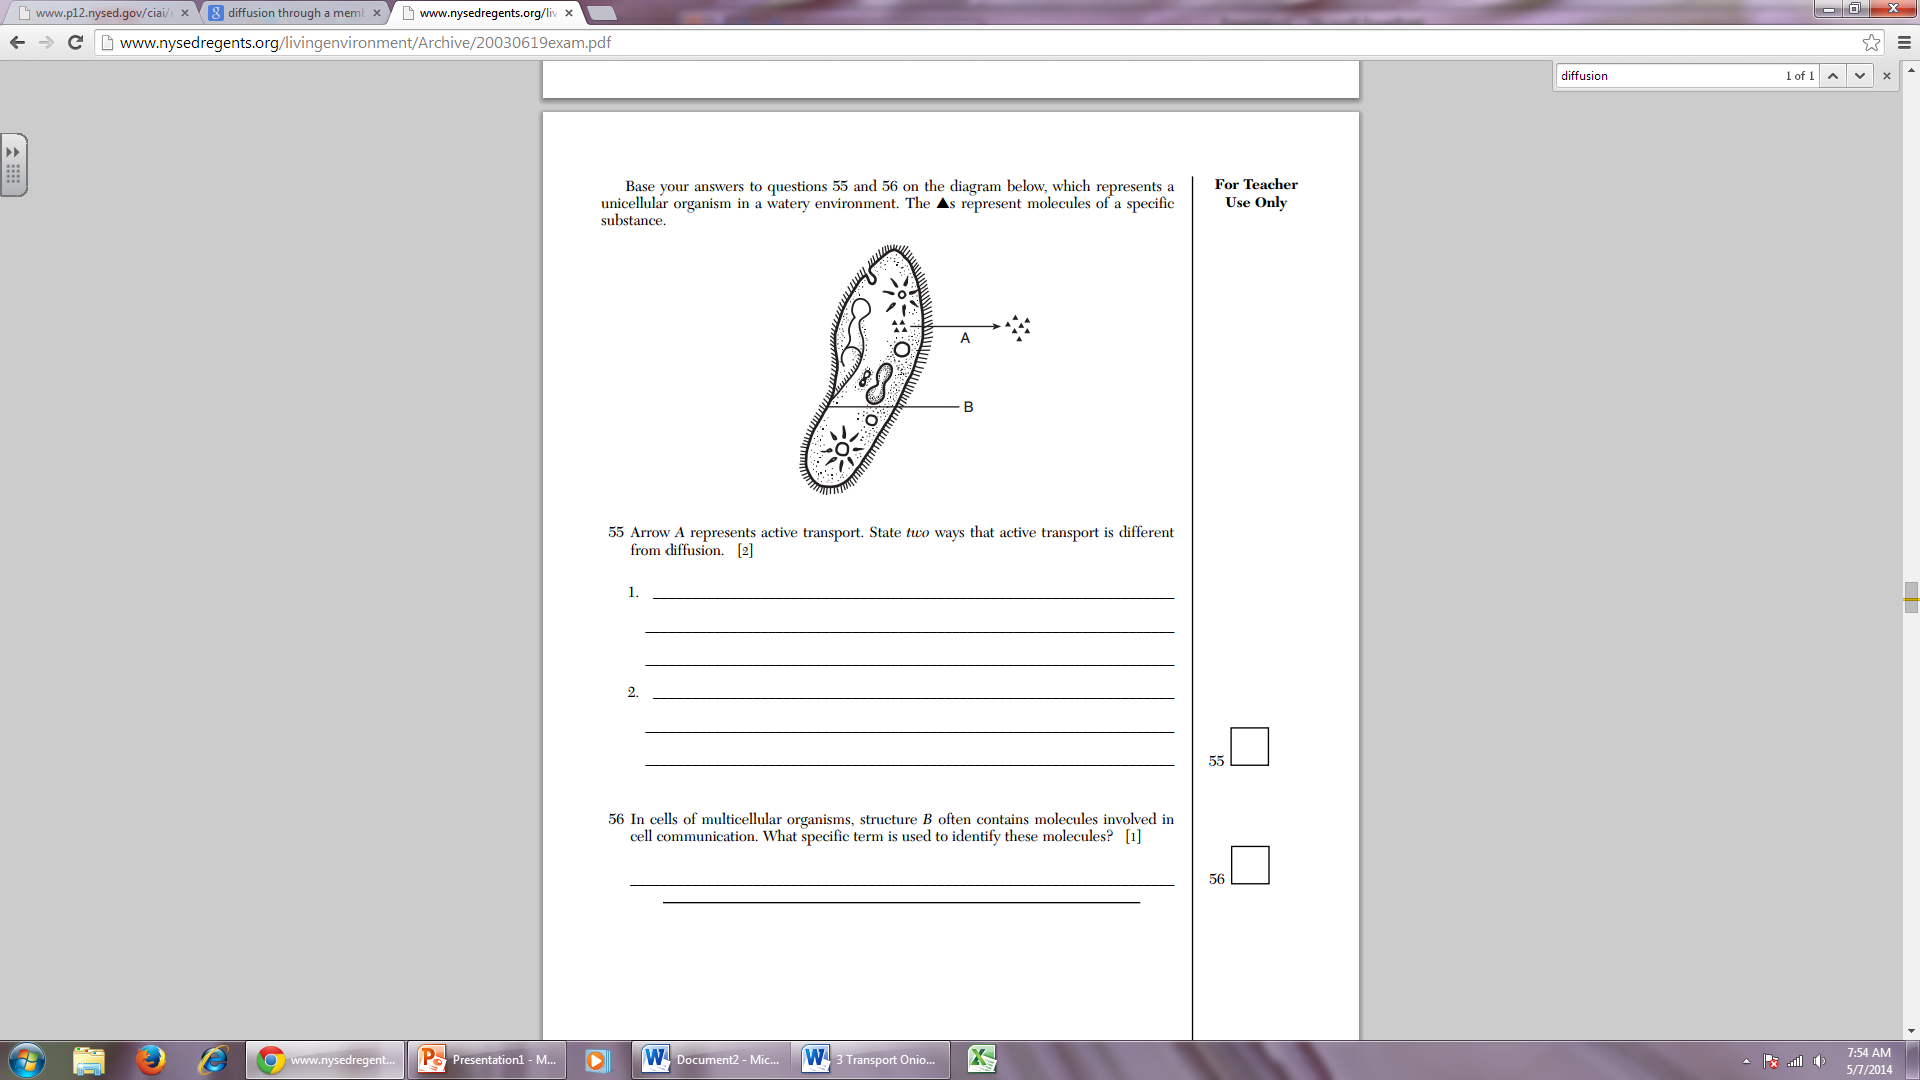 www.p12.nysed.gov/ciai/
diffusion through a mem
www.nysedregents.org/liv
www.nysedregents.org/livingenvironment/Archive/20030619exam.pdf
diffusion 1 of 1
Base your answers to questions 55 and 56 on the diagram below, which represents a
unicellular organism in a watery environment. The ▲s represent molecules of a specific
substance.
For Teacher
Use Only
A
B
55 Arrow A represents active transport. State two ways that active transport is different
from diffusion. [2]
1.
2.
55
56 In cells of multicellular organisms, structure B often contains molecules involved in
cell communication. What specific term is used to identify these molecules? [1]
56
www.nysedregent...
Presentation1 - M...
Document2 - Mic...
3 Transport Onio...
7:54 AM
5/7/2014